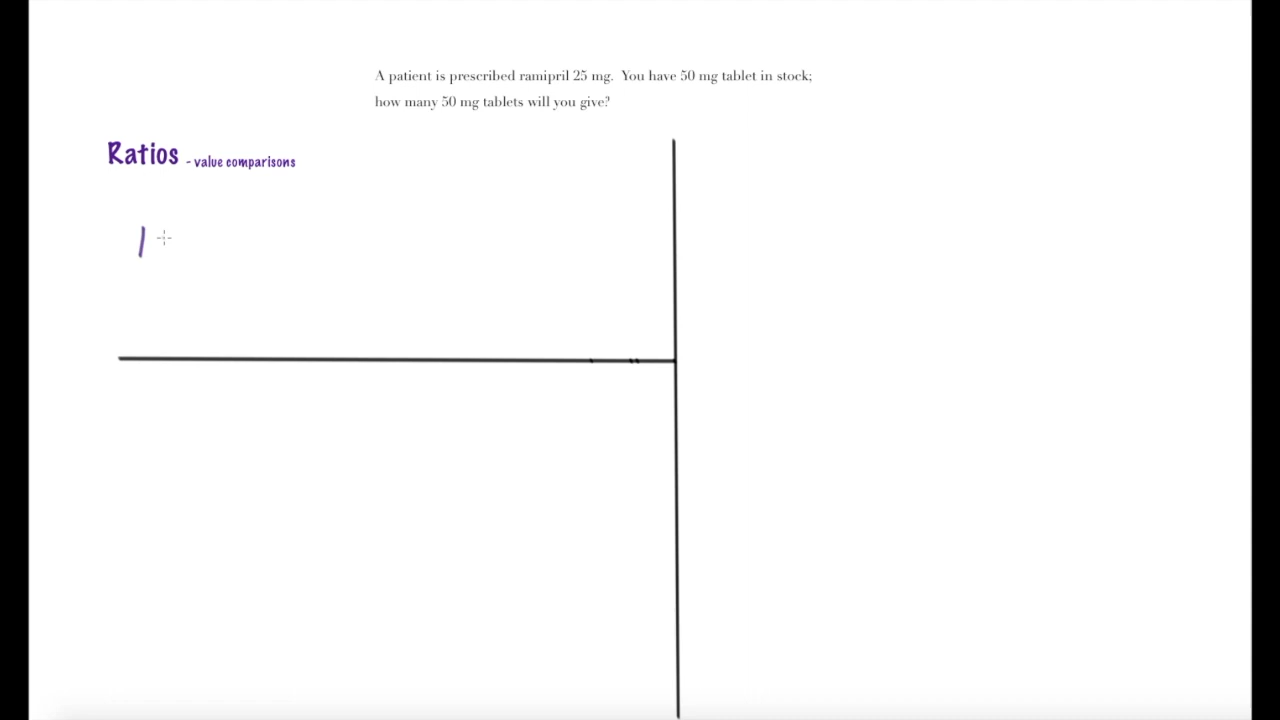 A patient is prescribed ramipril 25 mg. You have 50 mg tablet in stock;
how many 50 mg tablets will you give?
Ratios - value comparisons
1